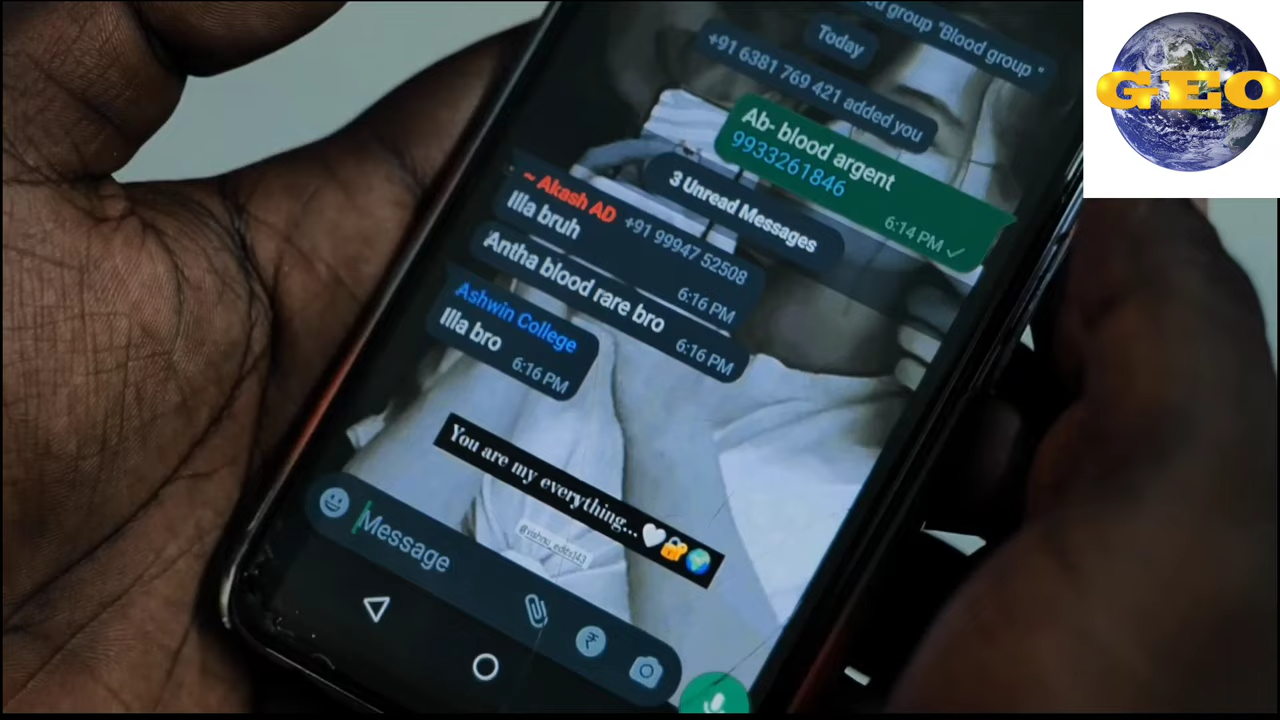 ed group "Blood group "
Today
+91 6381 769 421 added you
Ab- blood argent
9933261846
6:14 PM
3 Unread Messages
~ Akash AD +91 99947 52508
Illa bruh
6:16 PM
Antha blood rare bro
6:16 PM
Ashwin College
Illa bro
6:16 PM
You are my everything...
@vishnu_edits143
Message
GEO